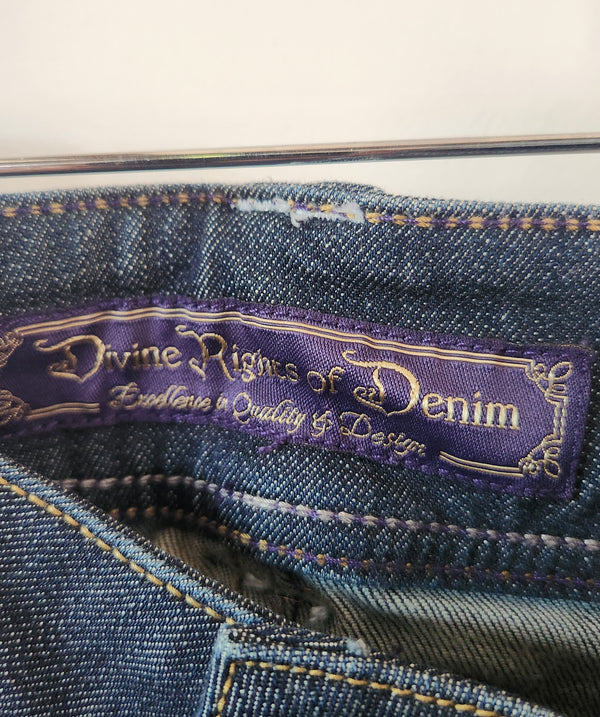 Divine Rights of Denim
Excellence in Quality & Design